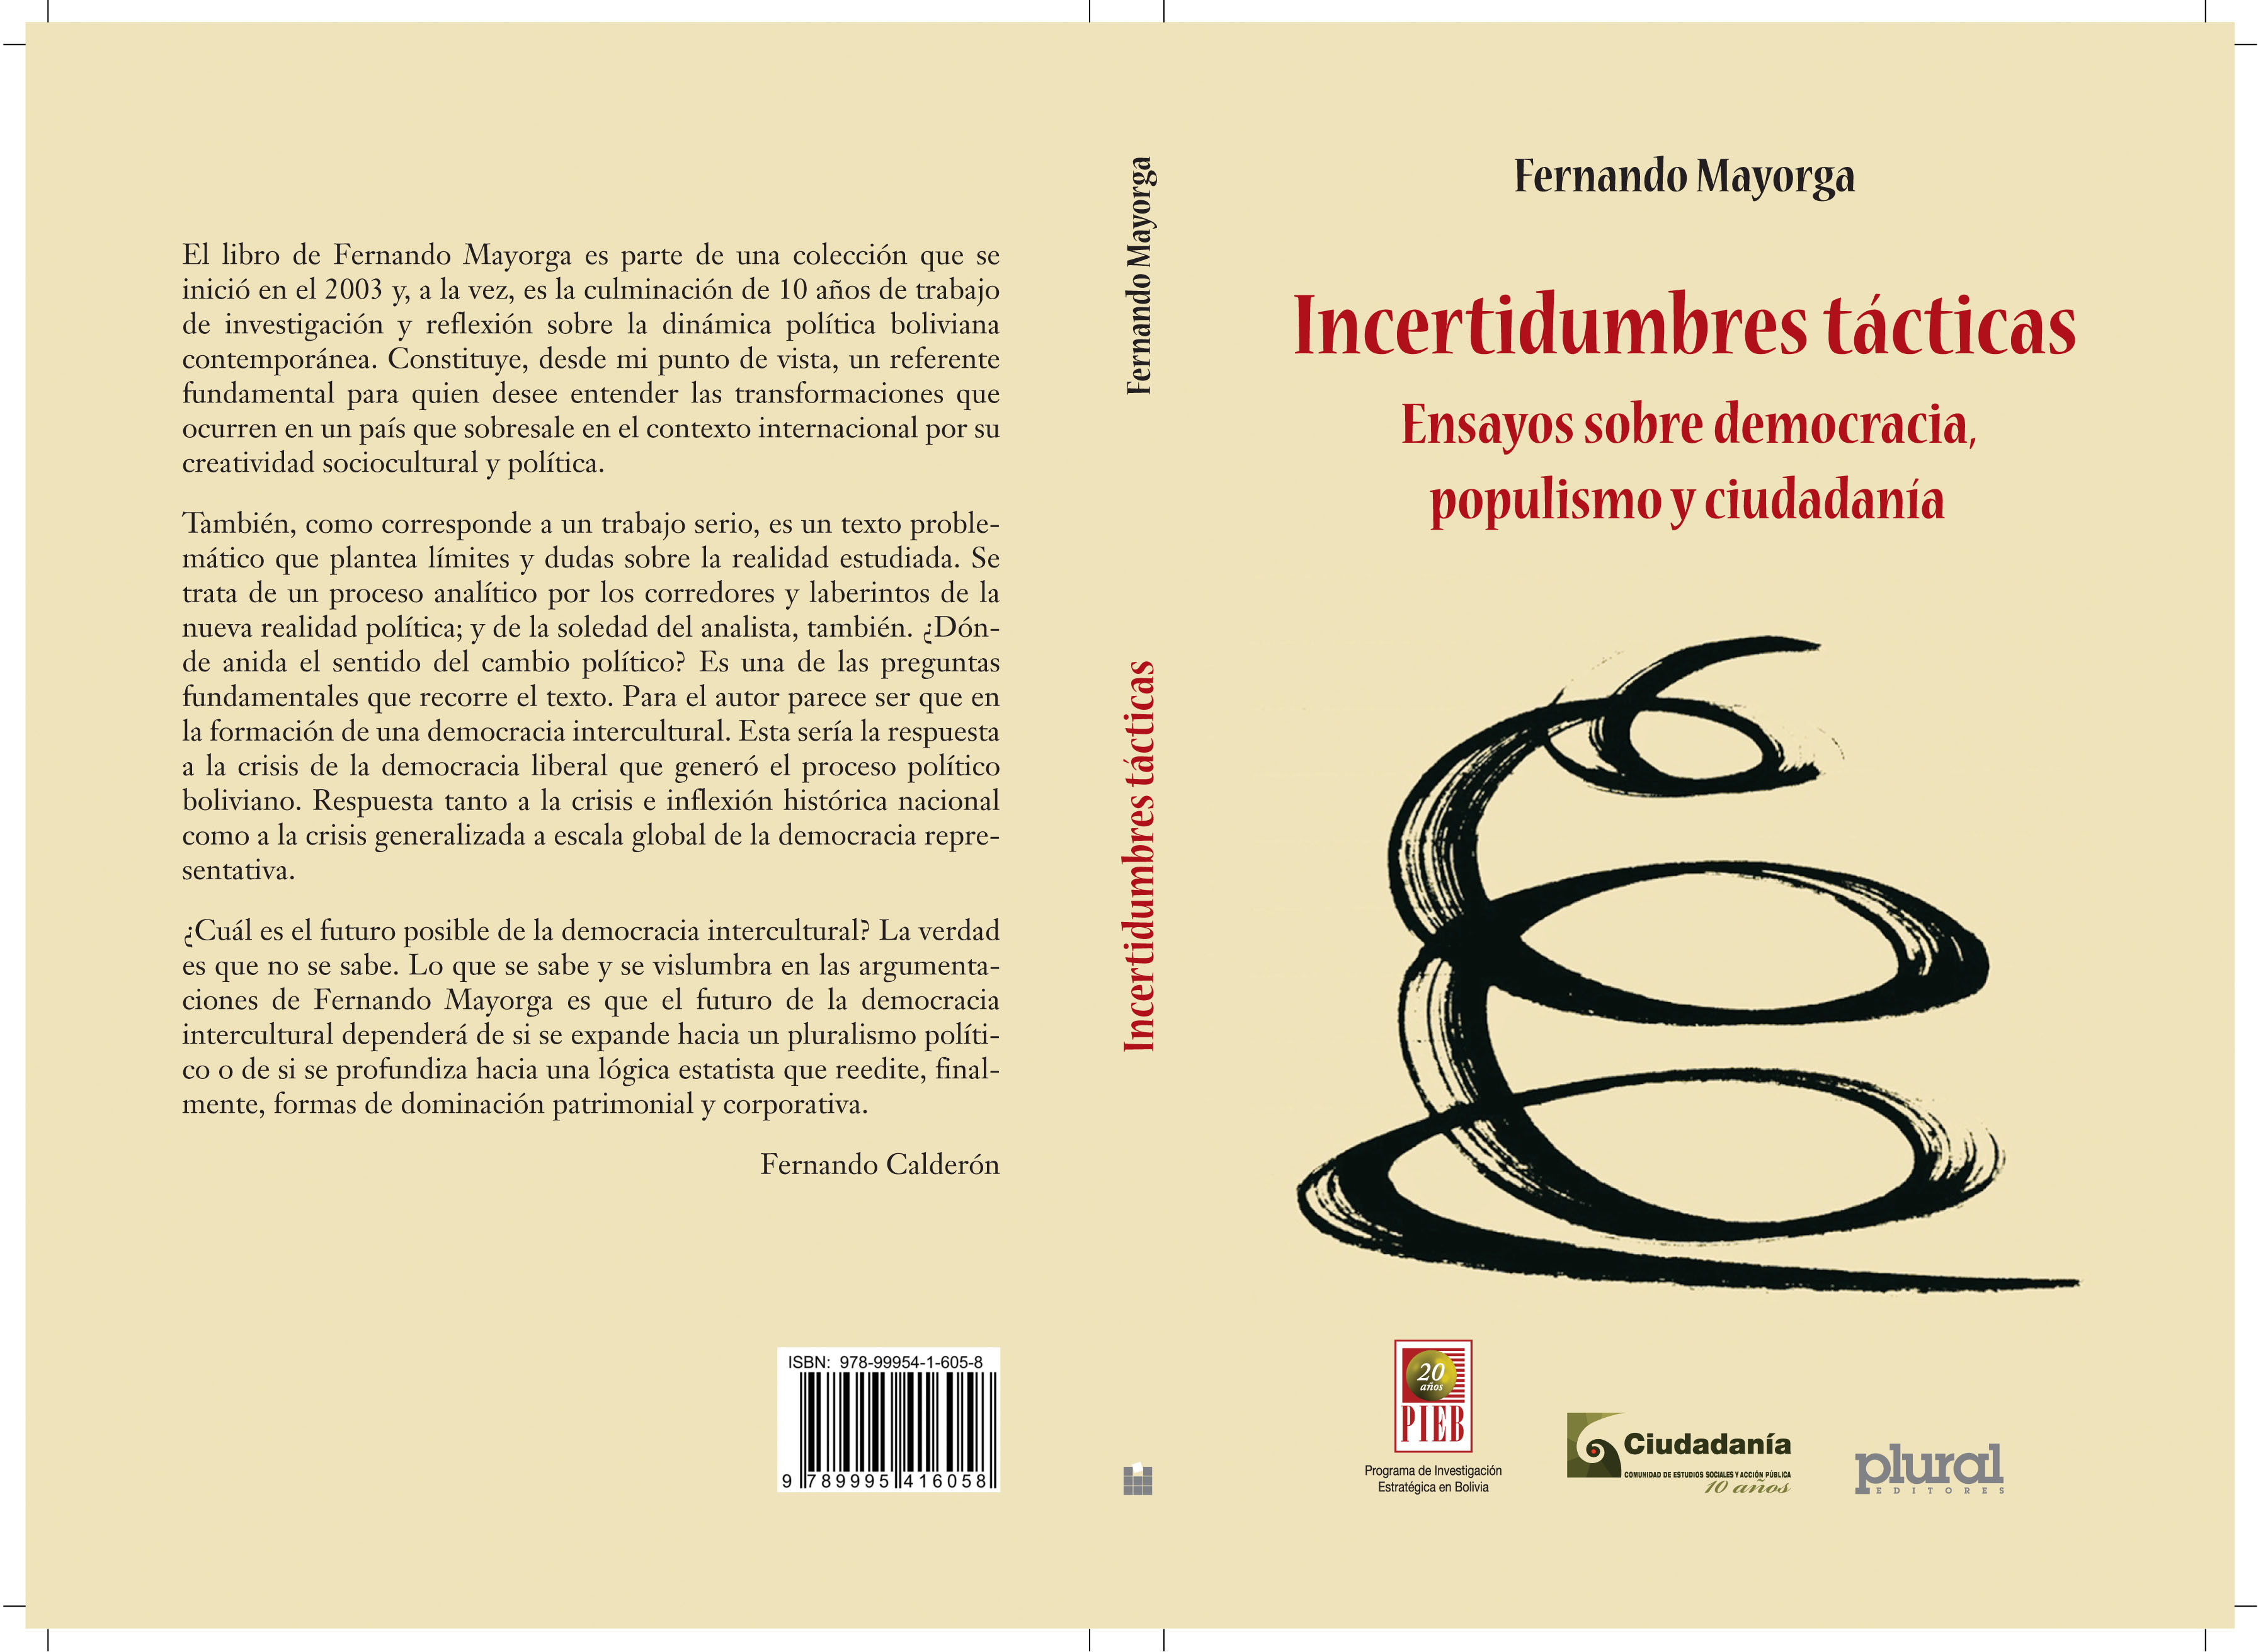 El libro de Fernando Mayorga es parte de una colección que se
inició en el 2003 y, a la vez, es la culminación de 10 años de trabajo
de investigación y reflexión sobre la dinámica política boliviana
contemporánea. Constituye, desde mi punto de vista, un referente
fundamental para quien desee entender las transformaciones que
ocurren en un país que sobresale en el contexto internacional por su
creatividad sociocultural y política.
También, como corresponde a un trabajo serio, es un texto proble-
mático que plantea límites y dudas sobre la realidad estudiada. Se
trata de un proceso analítico por los corredores y laberintos de la
nueva realidad política; y de la soledad del analista, también. ¿Dón-
de anida el sentido del cambio político? Es una de las preguntas
fundamentales que recorre el texto. Para el autor parece ser que en
la formación de una democracia intercultural. Esta sería la respuesta
a la crisis de la democracia liberal que generó el proceso político
boliviano. Respuesta tanto a la crisis e inflexión histórica nacional
como a la crisis generalizada a escala global de la democracia repre-
sentativa.
¿Cuál es el futuro posible de la democracia intercultural? La verdad
es que no se sabe. Lo que se sabe y se vislumbra en las argumenta-
ciones de Fernando Mayorga es que el futuro de la democracia
intercultural dependerá de si se expande hacia un pluralismo políti-
co o de si se profundiza hacia una lógica estatista que reedite, final-
mente, formas de dominación patrimonial y corporativa.
Fernando Calderón
ISBN: 978-99954-1-605-8
9 789995 416058
Fernando Mayorga
Incertidumbres tácticas
Fernando Mayorga
Incertidumbres tácticas
Ensayos sobre democracia,
populismo y ciudadanía
20
años
PIEB
Programa de Investigación
Estratégica en Bolivia
Ciudadanía
COMUNIDAD DE ESTUDIOS SOCIALES Y ACCIÓN PÚBLICA
10 años
plural
EDITORES